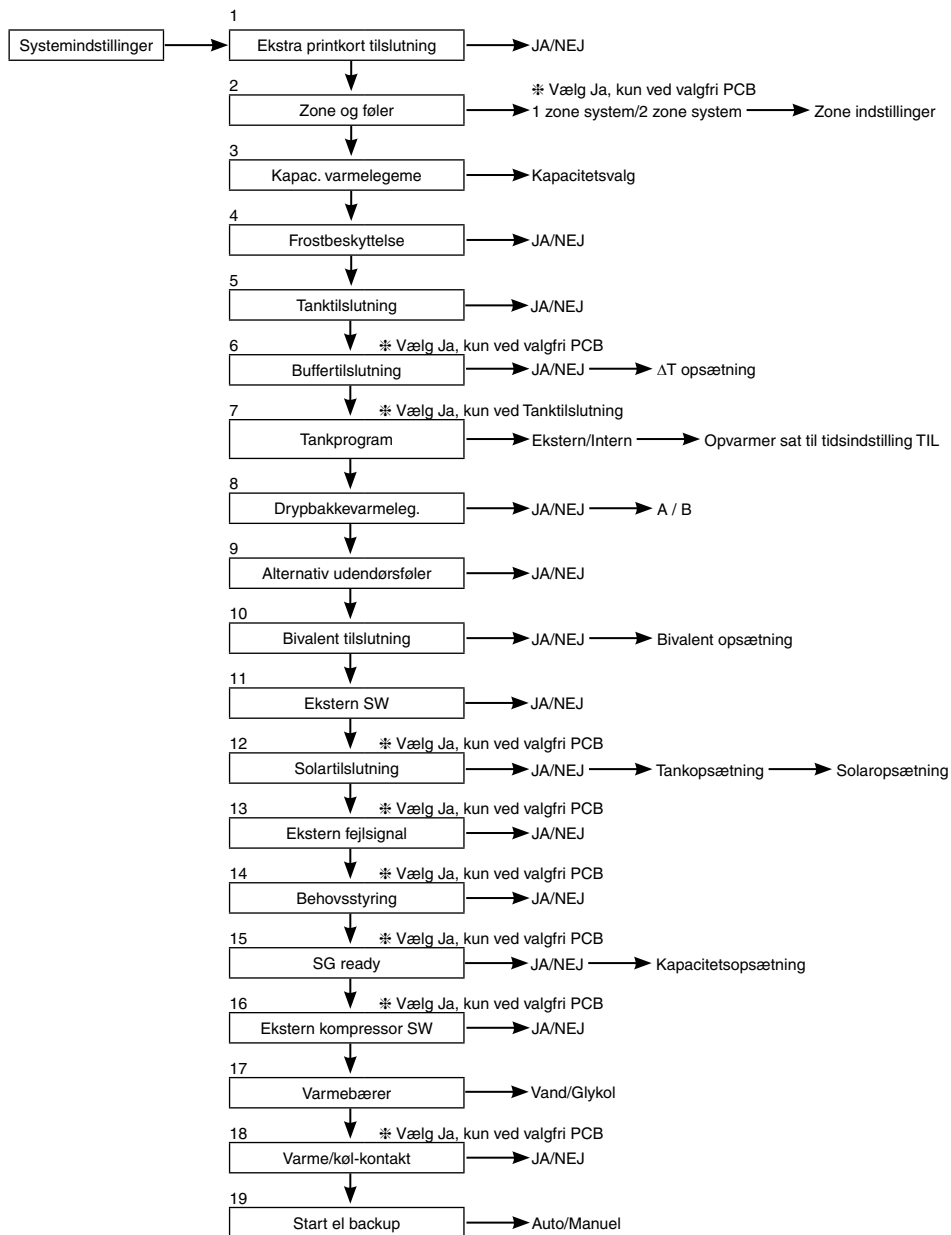 1
Systemindstillinger Ekstra printkort tilslutning JA/NEJ
2
❈ Vælg Ja, kun ved valgfri PCB
Zone og føler 1 zone system/2 zone system Zone indstillinger
3
Kapac. varmelegeme Kapacitetsvalg
4
Frostbeskyttelse JA/NEJ
5
Tanktilslutning JA/NEJ
6 ❈ Vælg Ja, kun ved valgfri PCB
Buffertilslutning JA/NEJ ΔT opsætning
7 ❈ Vælg Ja, kun ved Tanktilslutning
Tankprogram Ekstern/Intern Opvarmer sat til tidsindstilling TIL
8
Drypbakkevarmeleg. JA/NEJ A / B
9
Alternativ udendørsføler JA/NEJ
10
Bivalent tilslutning JA/NEJ Bivalent opsætning
11
Ekstern SW JA/NEJ
12 ❈ Vælg Ja, kun ved valgfri PCB
Solartilslutning JA/NEJ Tankopsætning Solaropsætning
13 ❈ Vælg Ja, kun ved valgfri PCB
Ekstern fejlsignal JA/NEJ
14 ❈ Vælg Ja, kun ved valgfri PCB
Behovsstyring JA/NEJ
15 ❈ Vælg Ja, kun ved valgfri PCB
SG ready JA/NEJ Kapacitetsopsætning
16 ❈ Vælg Ja, kun ved valgfri PCB
Ekstern kompressor SW JA/NEJ
17
Varmebærer Vand/Glykol
18 ❈ Vælg Ja, kun ved valgfri PCB
Varme/køl-kontakt JA/NEJ
19
Start el backup Auto/Manuel